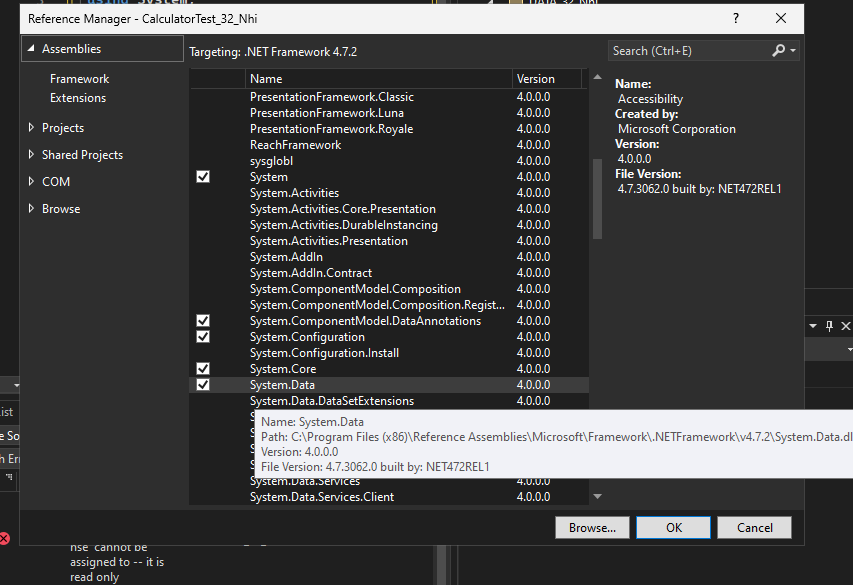 using System;
DATA_32_Nhi
Reference Manager - CalculatorTest_32_Nhi
?
Assemblies
Framework
Extensions
Projects
Shared Projects
COM
Browse
Targeting: .NET Framework 4.7.2
Search (Ctrl+E)
Name Version
PresentationFramework.Classic 4.0.0.0
PresentationFramework.Luna 4.0.0.0
PresentationFramework.Royale 4.0.0.0
ReachFramework 4.0.0.0
sysglobl 4.0.0.0
System 4.0.0.0
System.Activities 4.0.0.0
System.Activities.Core.Presentation 4.0.0.0
System.Activities.DurableInstancing 4.0.0.0
System.Activities.Presentation 4.0.0.0
System.AddIn 4.0.0.0
System.AddIn.Contract 4.0.0.0
System.ComponentModel.Composition 4.0.0.0
System.ComponentModel.Composition.Regist... 4.0.0.0
System.ComponentModel.DataAnnotations 4.0.0.0
System.Configuration 4.0.0.0
System.Configuration.Install 4.0.0.0
System.Core 4.0.0.0
System.Data 4.0.0.0
System.Data.DataSetExtensions 4.0.0.0
Name: System.Data
Path: C:\Program Files (x86)\Reference Assemblies\Microsoft\Framework\.NETFramework\v4.7.2\System.Data.dl
Version: 4.0.0.0
File Version: 4.7.3062.0 built by: NET472REL1
System.Data.Services 4.0.0.0
System.Data.Services.Client 4.0.0.0
Name:
Accessibility
Created by:
Microsoft Corporation
Version:
4.0.0.0
File Version:
4.7.3062.0 built by: NET472REL1
Browse... OK Cancel
ist
e So
h Err
nse' cannot be
assigned to -- it is
read only